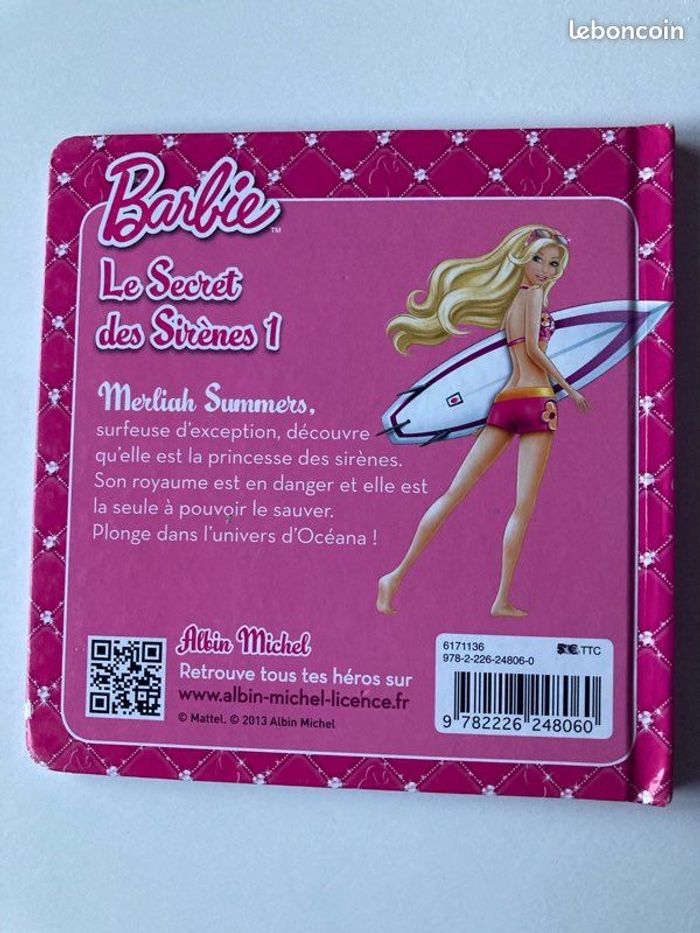 leboncoin
Barbie™
Le Secret
des Sirènes 1
Merliah Summers,
surfeuse d'exception, découvre
qu'elle est la princesse des sirènes.
Son royaume est en danger et elle est
la seule à pouvoir le sauver.
Plonge dans l'univers d'Océana !
Albin Michel
Retrouve tous tes héros sur
www.albin-michel-licence.fr
© Mattel. © 2013 Albin Michel
6171136
978-2-226-24806-0
TTC
9 782226 248060